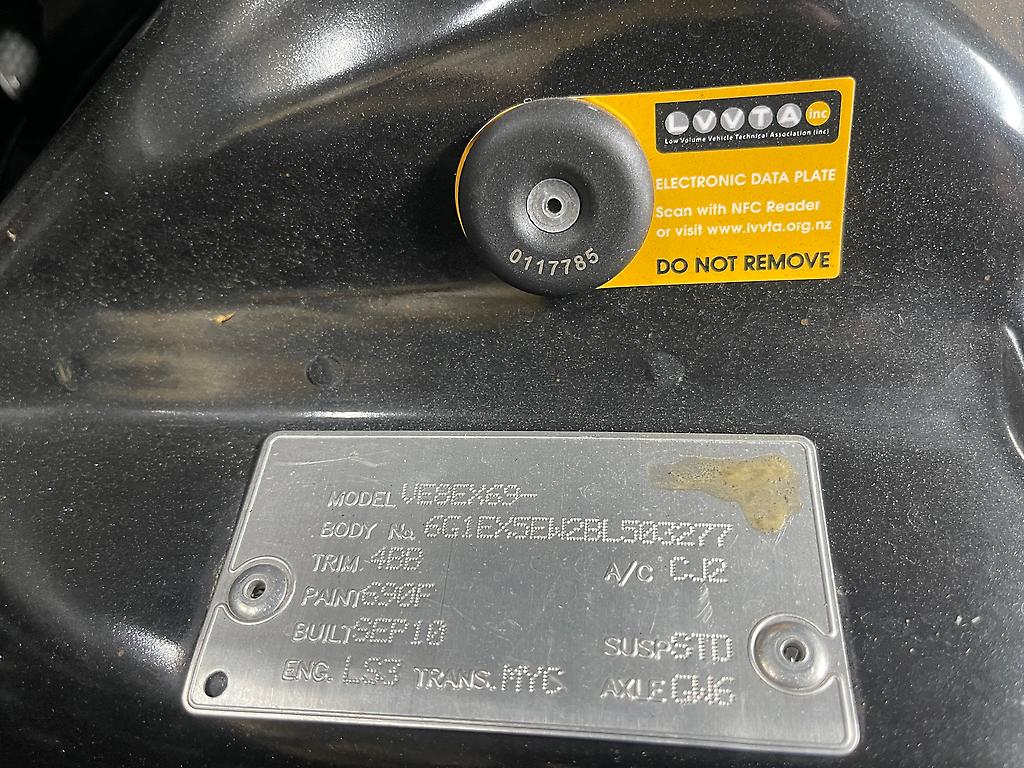 LVVTA Inc
Low Volume Vehicle Technical Association (Inc)
ELECTRONIC DATA PLATE
Scan with NFC Reader
or visit www.lvvta.org.nz
DO NOT REMOVE
0117785
MODEL VE8EX69-
BODY No. 6G1EX5EW2BL503277
TRIM. 4BB A/C CJ2
PAINT 690F
BUILT SEP10 SUSP STD
ENG. LS3 TRANS. MYC AXLE GW6